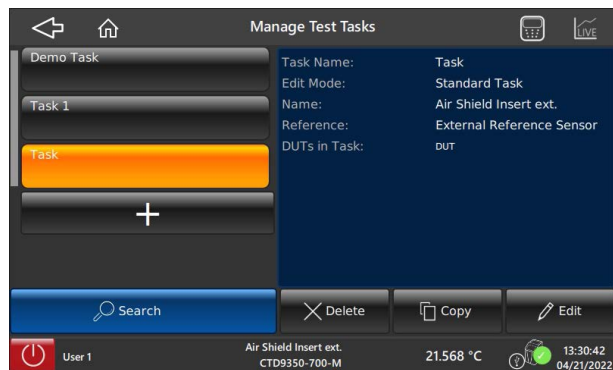 Manage Test Tasks
LIVE
Demo Task
Task 1
Task
+
Task Name: Task
Edit Mode: Standard Task
Name: Air Shield Insert ext.
Reference: External Reference Sensor
DUTs in Task: DUT
Search
Delete
Copy
Edit
User 1
Air Shield Insert ext.
CTD9350-700-M
21.568 °C
13:30:42
04/21/2022